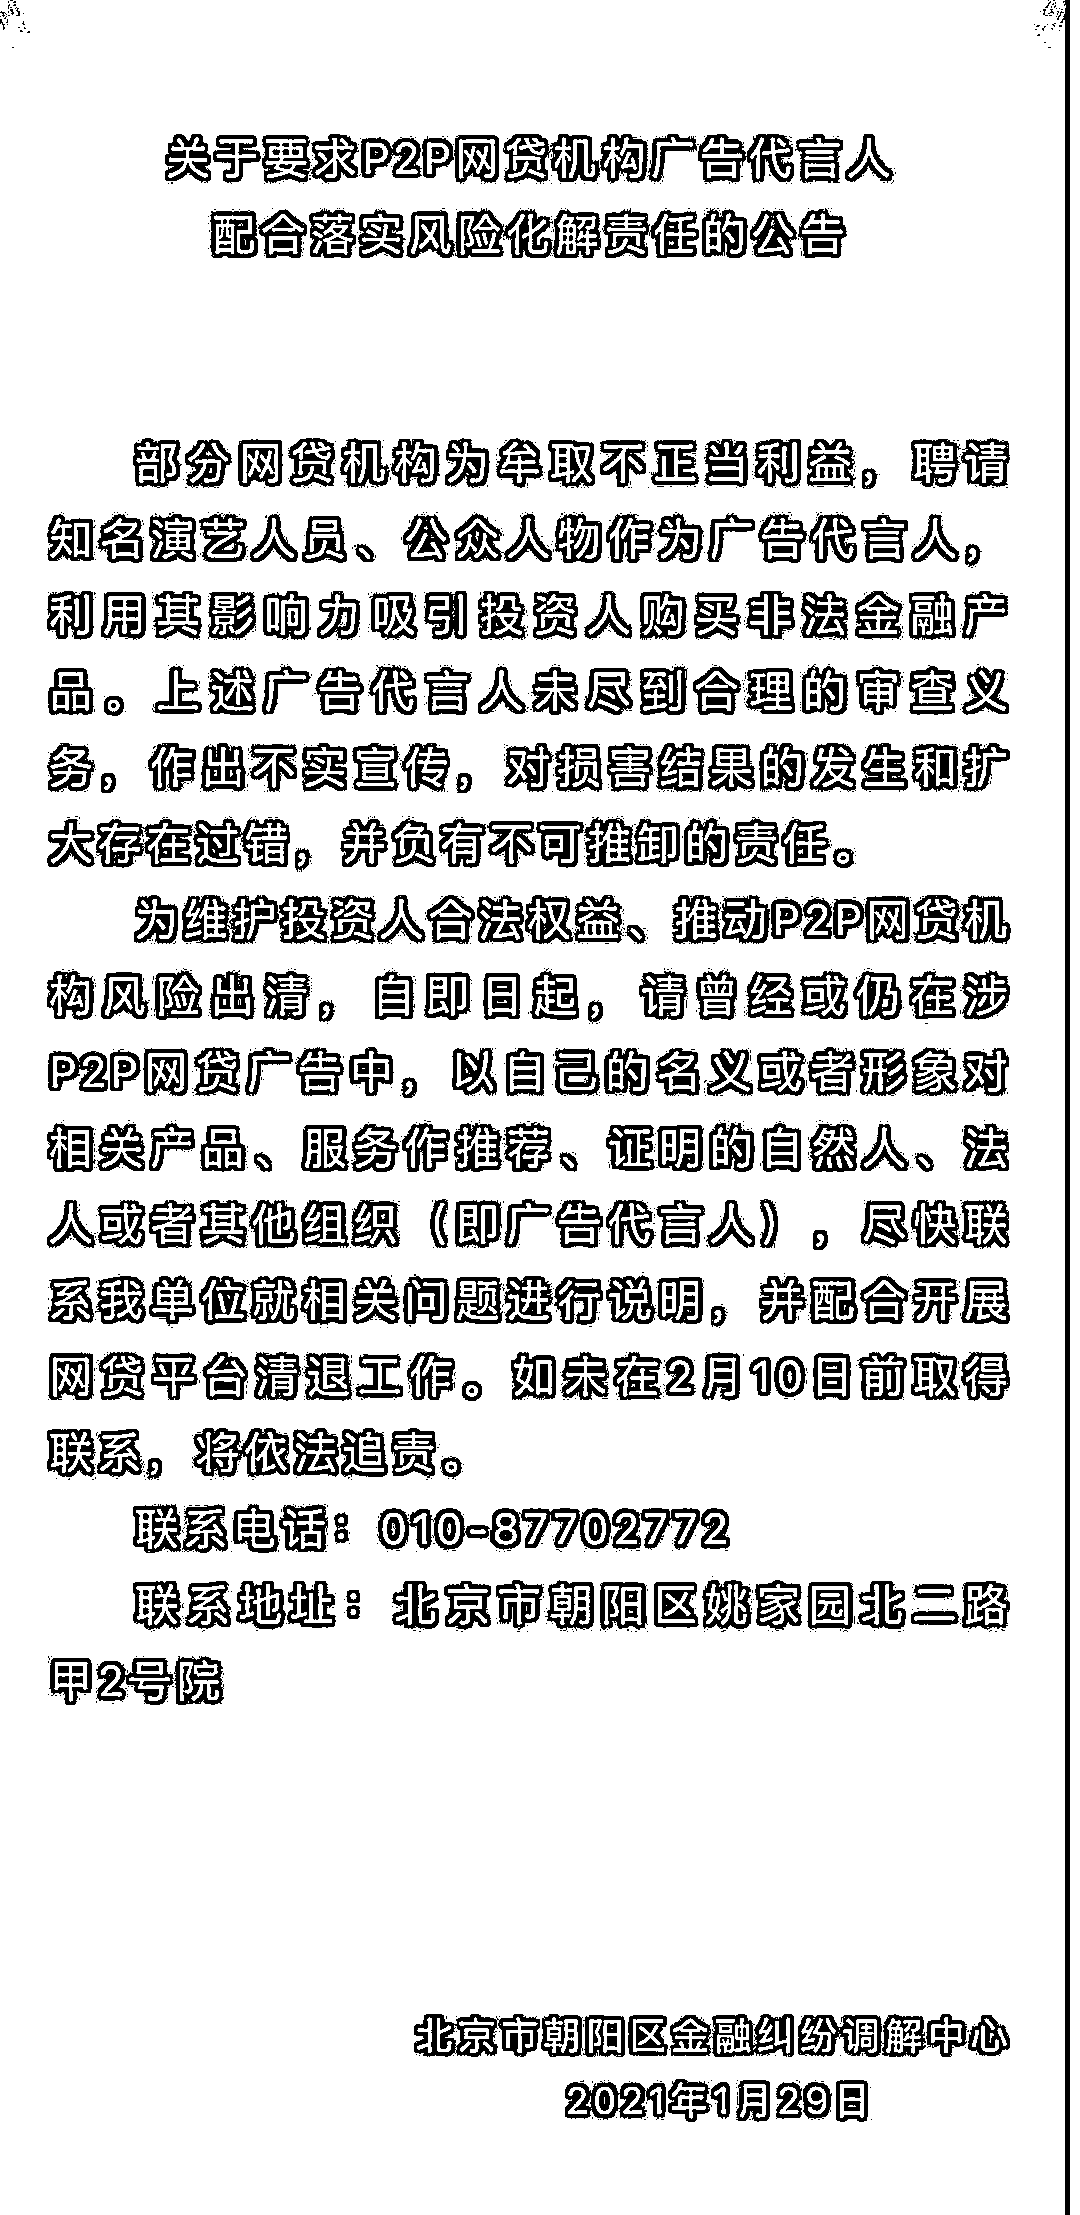 关于要求P2P网贷机构广告代言人
配合落实风险化解责任的公告
部分网贷机构为牟取不正当利益，聘请
知名演艺人员、公众人物作为广告代言人，
利用其影响力吸引投资人购买非法金融产
品。上述广告代言人未尽到合理的审查义
务，作出不实宣传，对损害结果的发生和扩
大存在过错，并负有不可推卸的责任。
为维护投资人合法权益、推动P2P网贷机
构风险出清，自即日起，请曾经或仍在涉
P2P网贷广告中，以自己的名义或者形象对
相关产品、服务作推荐、证明的自然人、法
人或者其他组织（即广告代言人），尽快联
系我单位就相关问题进行说明，并配合开展
网贷平台清退工作。如未在2月10日前取得
联系，将依法追责。
联系电话：010-87702772
联系地址：北京市朝阳区姚家园北二路
甲2号院
北京市朝阳区金融纠纷调解中心
2021年1月29日